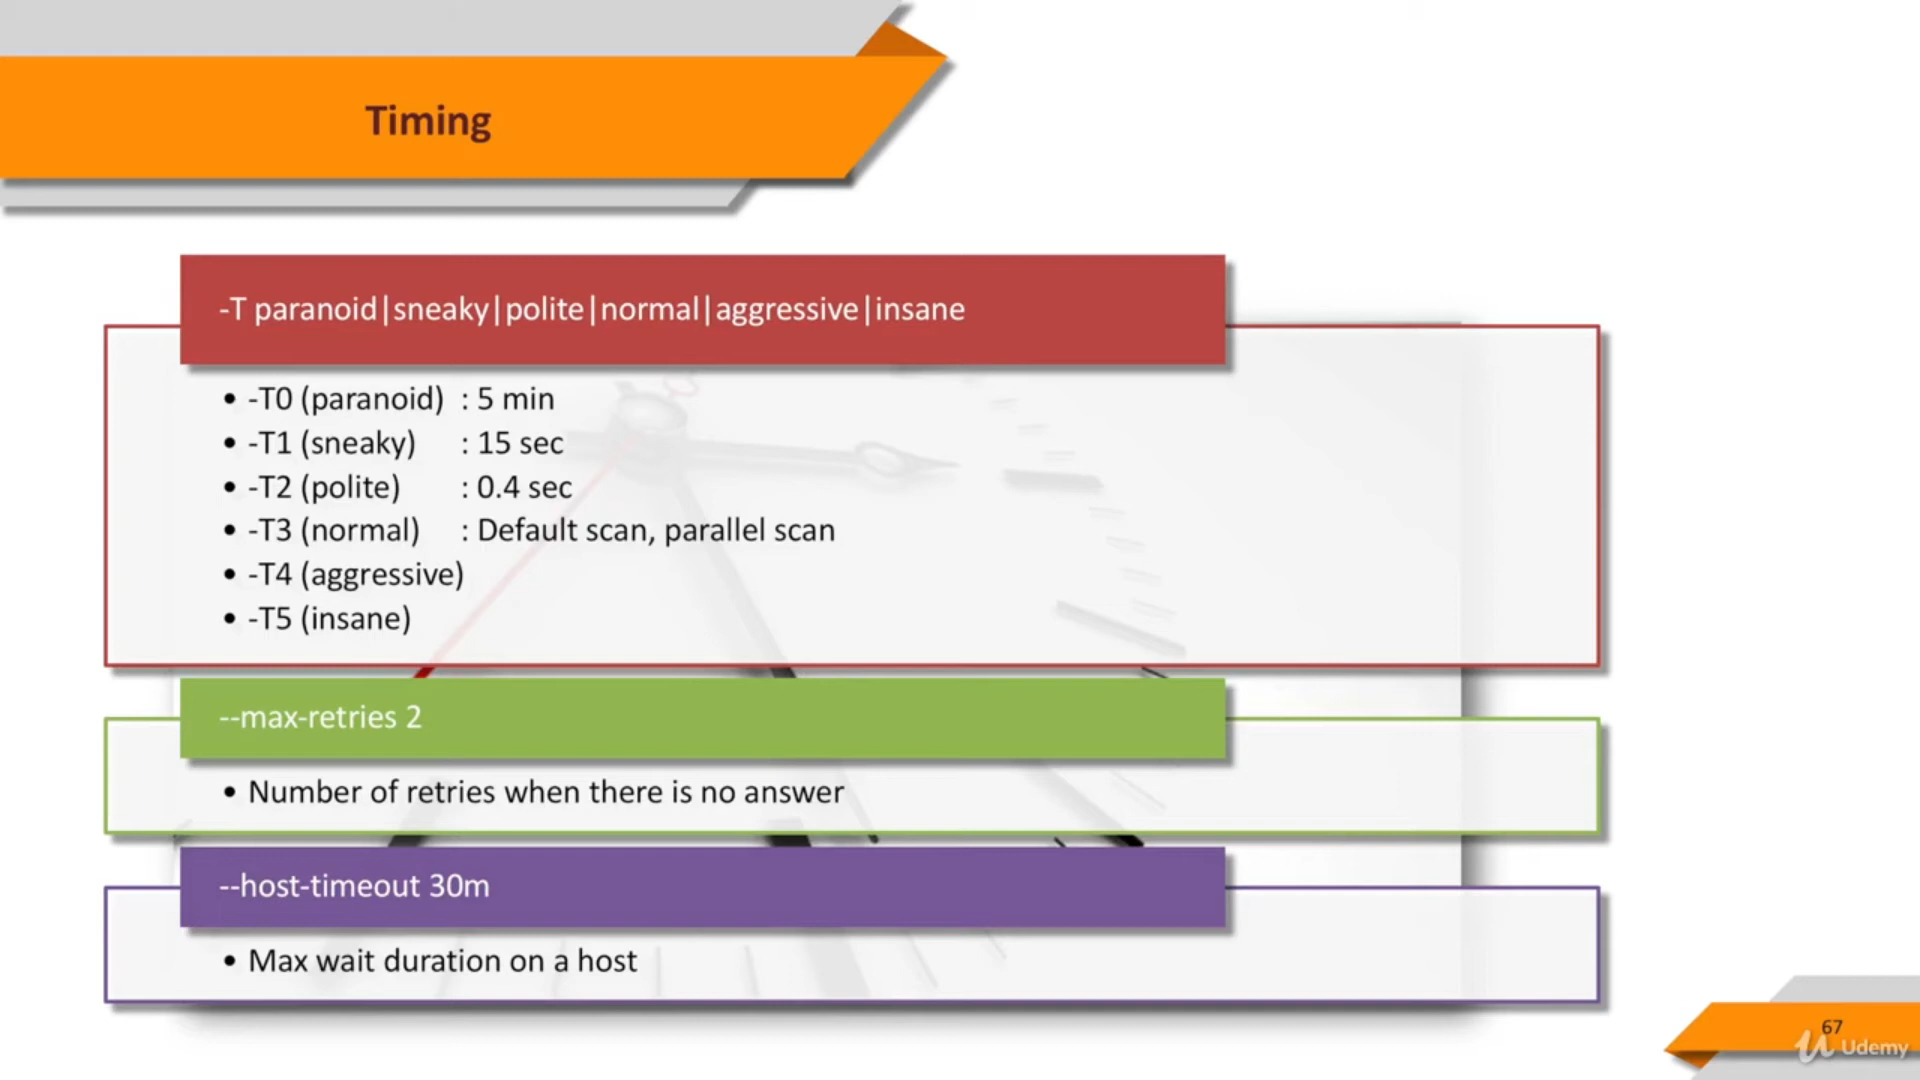 Timing
-T paranoid|sneaky|polite|normal|aggressive|insane
• -T0 (paranoid) : 5 min
• -T1 (sneaky) : 15 sec
• -T2 (polite) : 0.4 sec
• -T3 (normal) : Default scan, parallel scan
• -T4 (aggressive)
• -T5 (insane)
--max-retries 2
• Number of retries when there is no answer
--host-timeout 30m
• Max wait duration on a host
67
Udemy